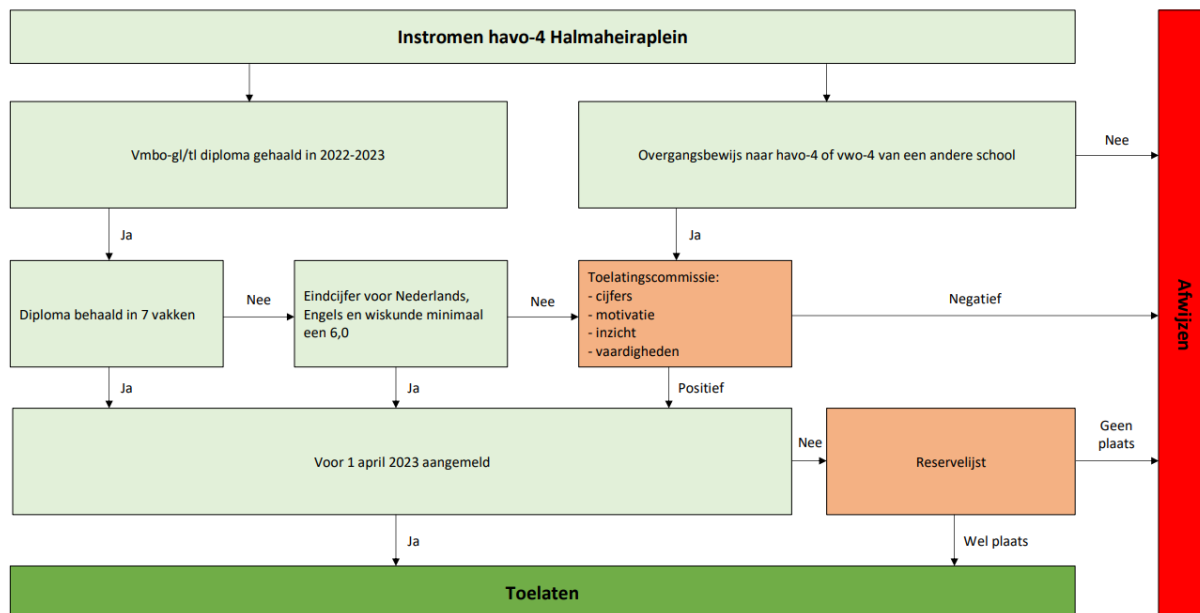 Instromen havo-4 Halmaheiraplein
Vmbo-gl/tl diploma gehaald in 2022-2023
Overgangsbewijs naar havo-4 of vwo-4 van een andere school
Nee
Ja
Ja
Diploma behaald in 7 vakken
Nee
Eindcijfer voor Nederlands,
Engels en wiskunde minimaal
een 6,0
Nee
Toelatingscommissie:
- cijfers
- motivatie
- inzicht
- vaardigheden
Negatief
Afwijzen
Ja
Ja
Positief
Voor 1 april 2023 aangemeld
Nee
Reservelijst
Geen
plaats
Ja
Wel plaats
Toelaten